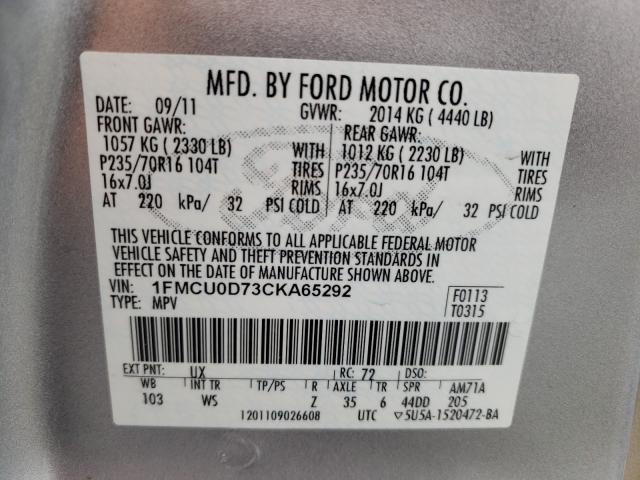 MFD. BY FORD MOTOR CO.
DATE: 09/11 GVWR: 2014 KG ( 4440 LB)
FRONT GAWR: REAR GAWR:
1057 KG ( 2330 LB) WITH 1012 KG ( 2230 LB) WITH
P235/70R16 104T TIRES P235/70R16 104T TIRES
16x7.0J RIMS 16x7.0J RIMS
AT 220 kPa/ 32 PSI COLD AT 220 kPa/ 32 PSI COLD
Ford
THIS VEHICLE CONFORMS TO ALL APPLICABLE FEDERAL MOTOR
VEHICLE SAFETY AND THEFT PREVENTION STANDARDS IN
EFFECT ON THE DATE OF MANUFACTURE SHOWN ABOVE.
VIN: 1FMCU0D73CKA65292
TYPE: MPV
F0113
T0315
EXT PNT: UX RC: 72 DSO:
WB INT TR TP/PS R AXLE TR SPR AM71A
103 WS Z 35 6 44DD 205
1201109026608 UTC ▽5U5A-1520472-BA